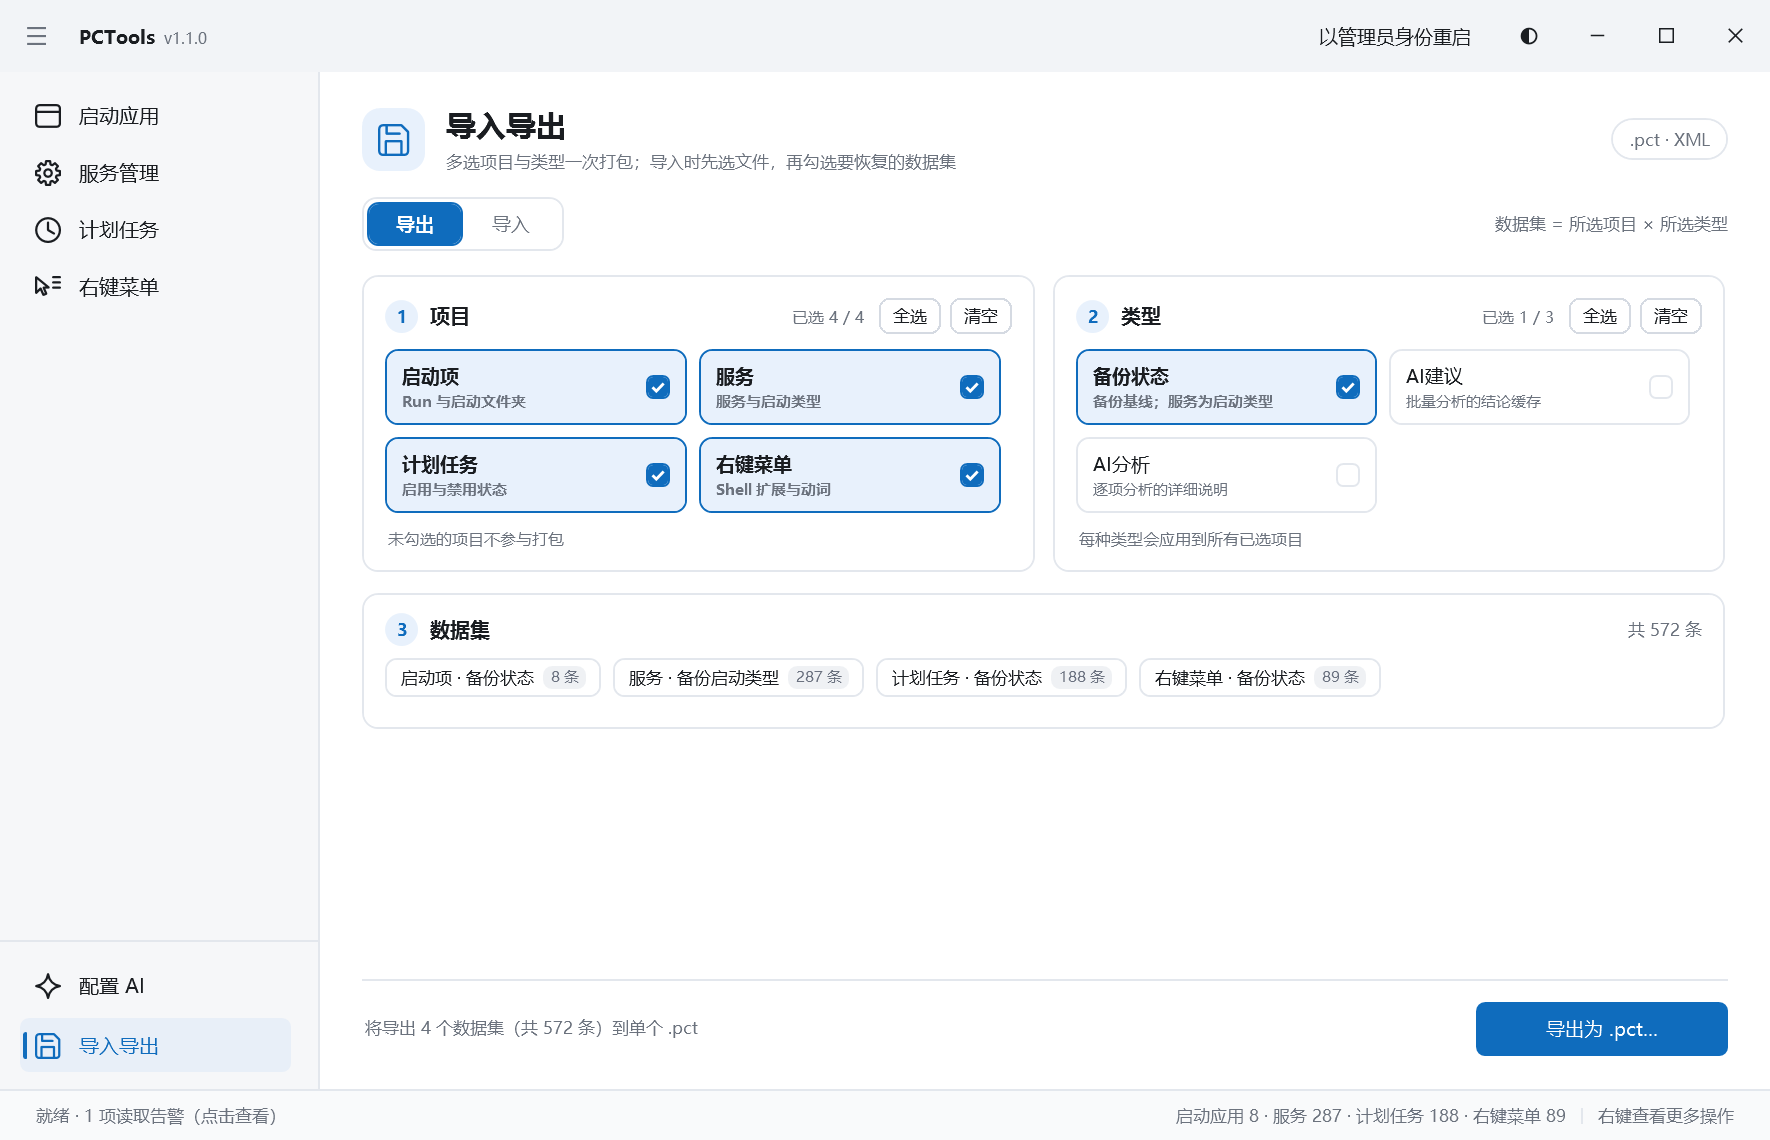 PCTools v1.1.0
以管理员身份重启
启动应用
服务管理
计划任务
右键菜单
配置 AI
导入导出
导入导出
多选项目与类型一次打包；导入时先选文件，再勾选要恢复的数据集
.pct · XML
导出 导入
数据集 = 所选项目 × 所选类型
1 项目 已选 4 / 4 全选 清空
启动项
Run 与启动文件夹
服务
服务与启动类型
计划任务
启用与禁用状态
右键菜单
Shell 扩展与动词
未勾选的项目不参与打包
2 类型 已选 1 / 3 全选 清空
备份状态
备份基线；服务为启动类型
AI建议
批量分析的结论缓存
AI分析
逐项分析的详细说明
每种类型会应用到所有已选项目
3 数据集 共 572 条
启动项 · 备份状态 8 条 服务 · 备份启动类型 287 条 计划任务 · 备份状态 188 条 右键菜单 · 备份状态 89 条
将导出 4 个数据集（共 572 条）到单个 .pct
导出为 .pct...
就绪 · 1 项读取告警（点击查看）
启动应用 8 · 服务 287 · 计划任务 188 · 右键菜单 89 右键查看更多操作